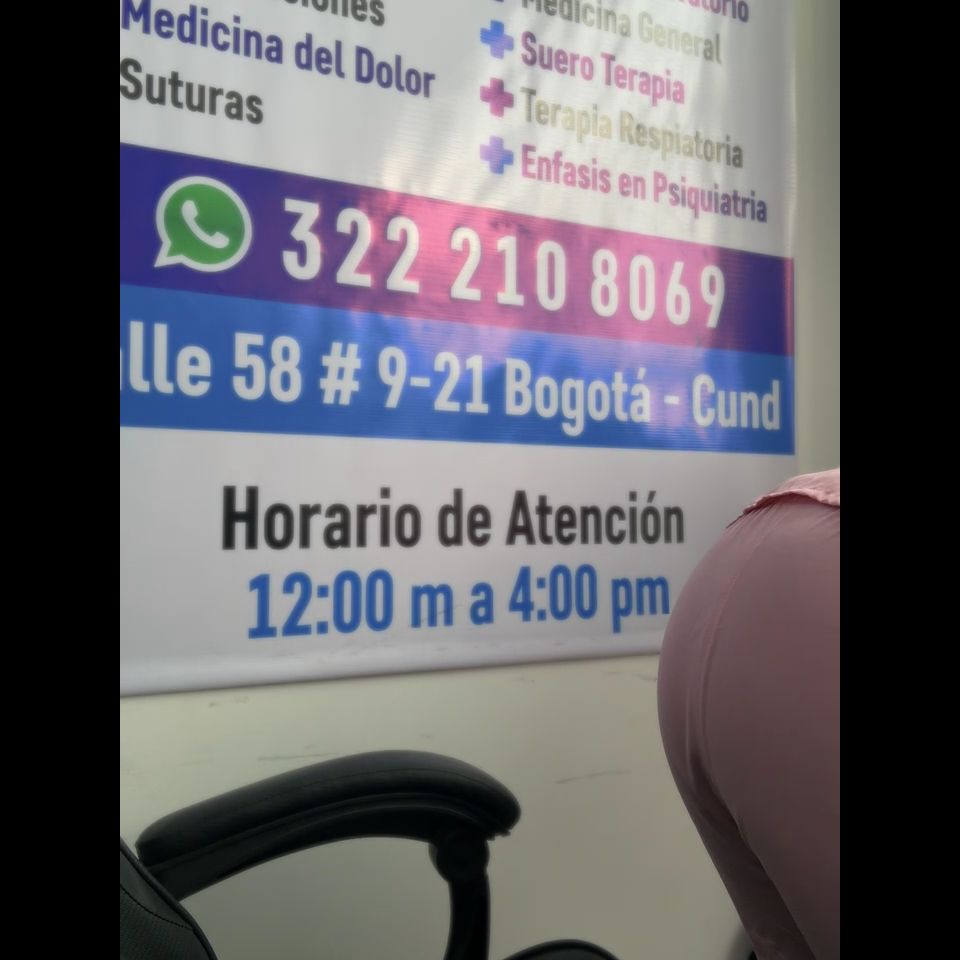 Medicina del Dolor
Suturas
Medicina General
Suero Terapia
Terapia Respiatoria
Enfasis en Psiquiatria
322 210 8069
lle 58 # 9-21 Bogotá - Cund
Horario de Atención
12:00 m a 4:00 pm